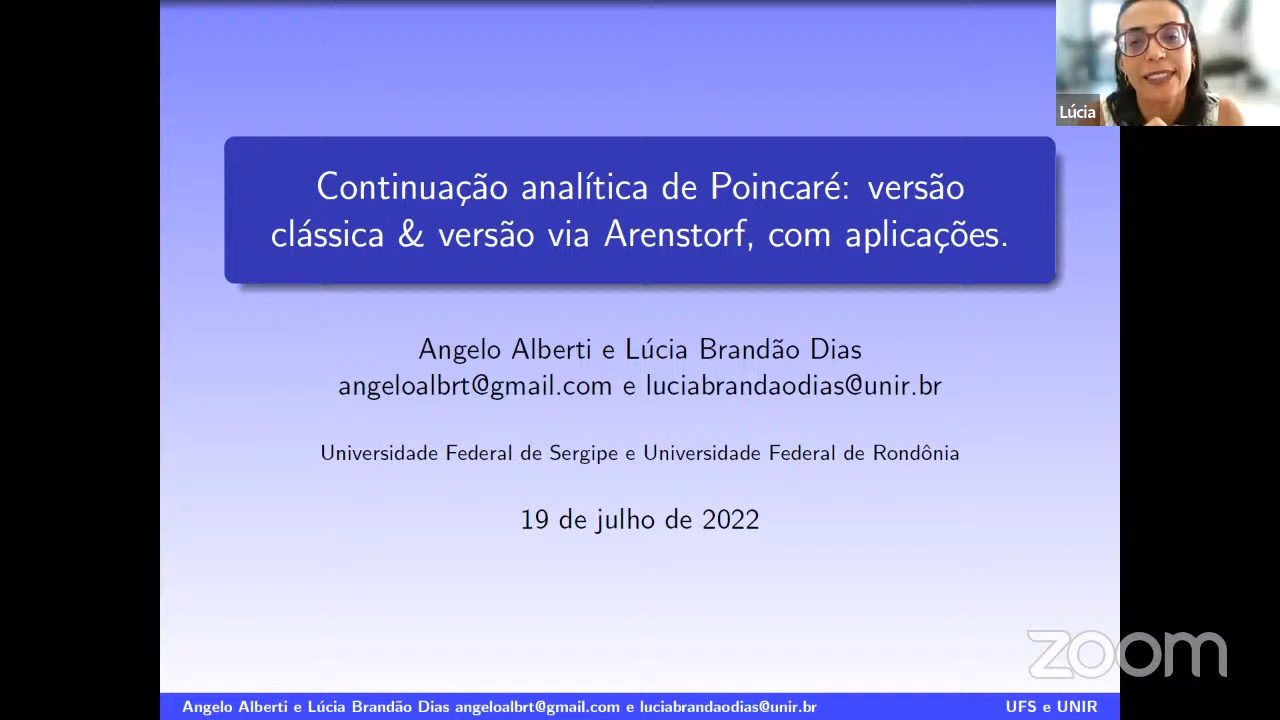 Lúcia
Continuação analítica de Poincaré: versão
clássica & versão via Arenstorf, com aplicações.
Angelo Alberti e Lúcia Brandão Dias
angeloalbrt@gmail.com e luciabrandaodias@unir.br
Universidade Federal de Sergipe e Universidade Federal de Rondônia
19 de julho de 2022
zoom
Angelo Alberti e Lúcia Brandão Dias angeloalbrt@gmail.com e luciabrandaodias@unir.br
UFS e UNIR